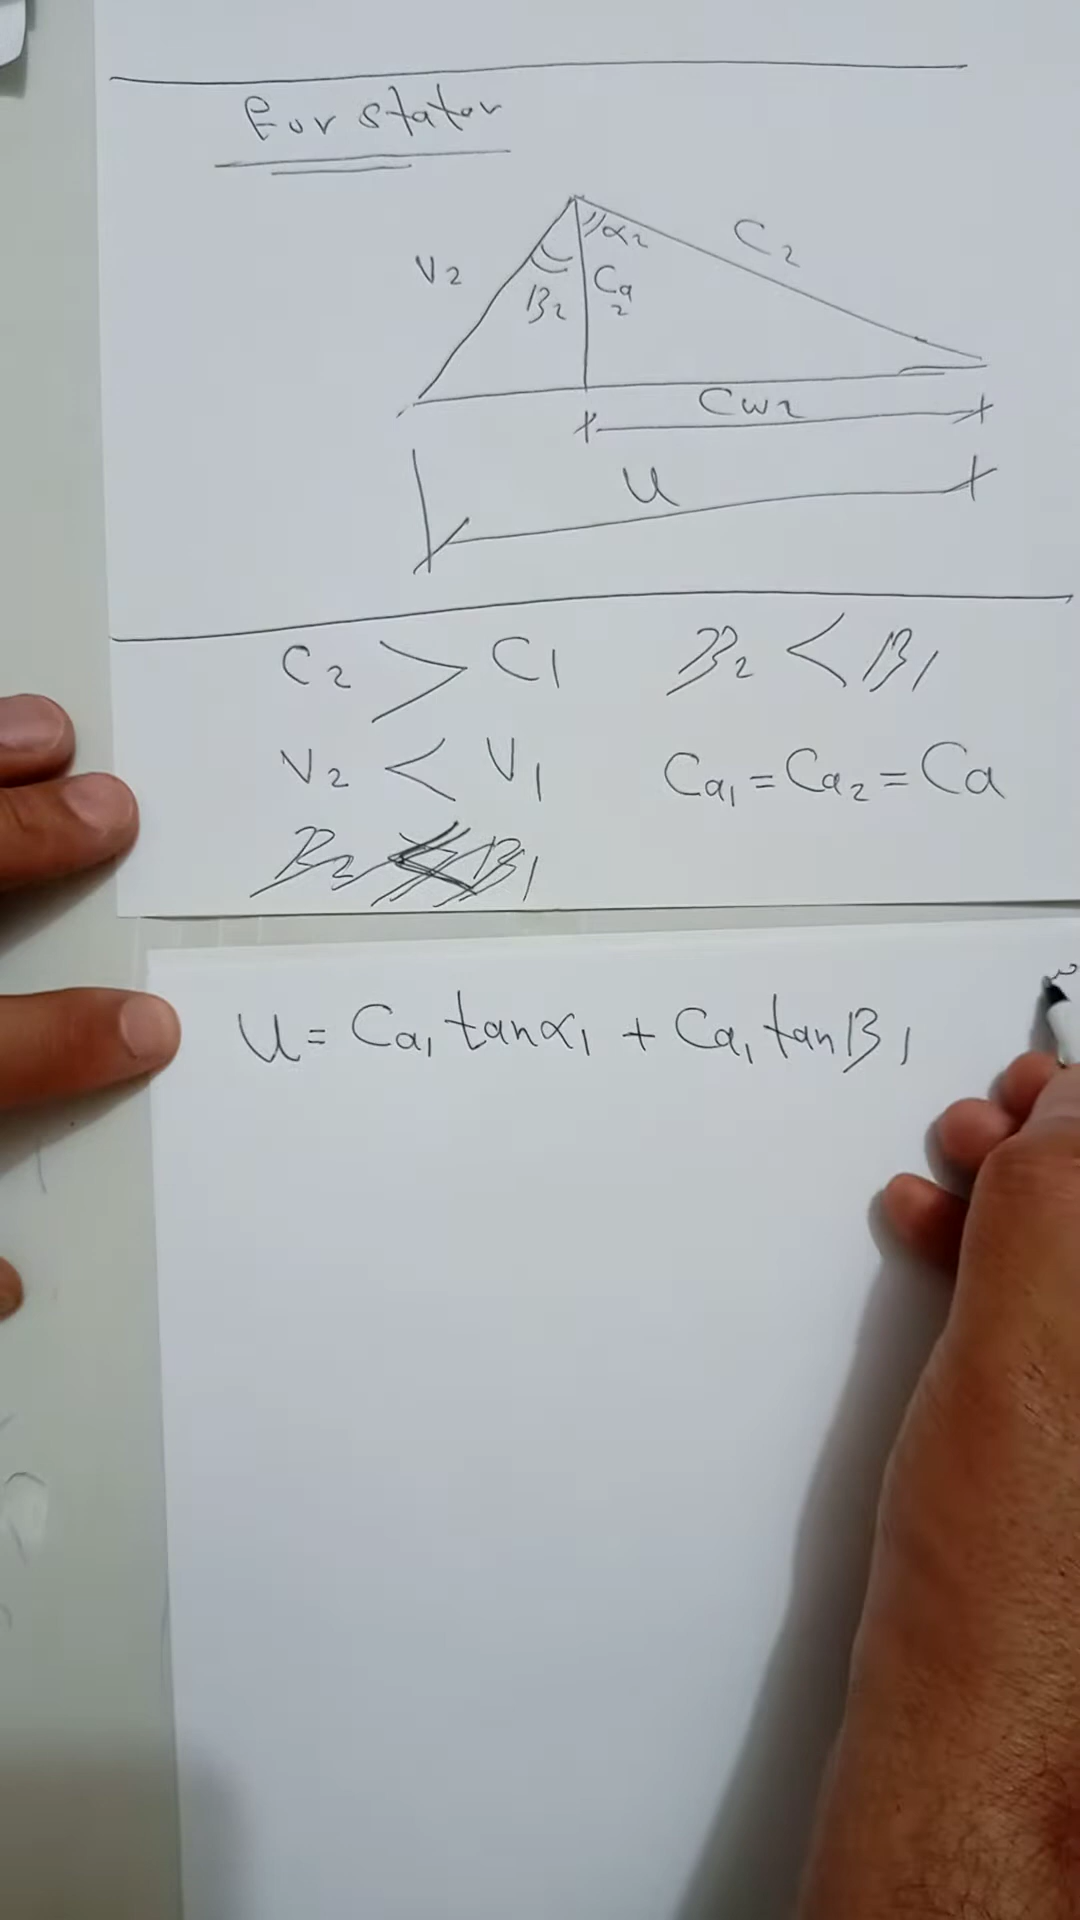 For stator
V2
β2
α2
Ca2
C2
Cw2
U
C2 > C1
β2 < β1
V2 < V1
Ca1 = Ca2 = Ca
U = Ca1 tanα1 + Ca1 tanβ1